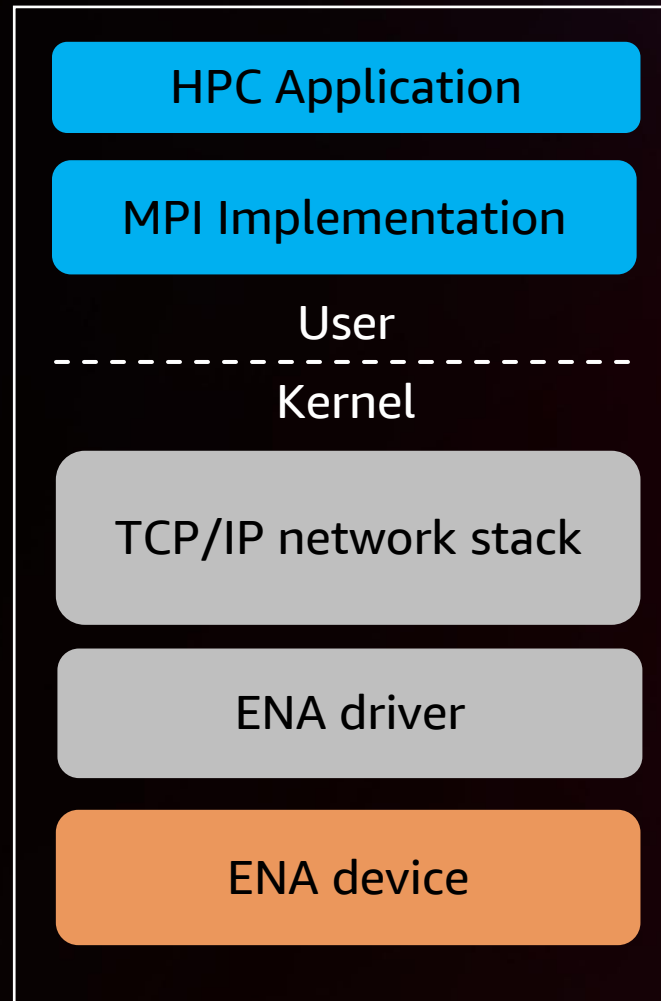 HPC Application
MPI Implementation
User
Kernel
TCP/IP network stack
ENA driver
ENA device